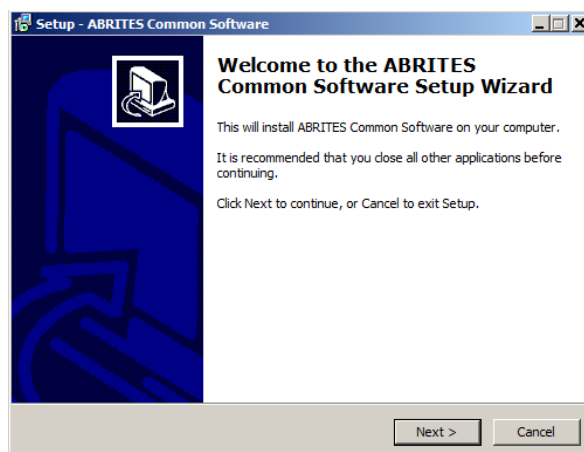 Setup - ABRITES Common Software
Welcome to the ABRITES
Common Software Setup Wizard
This will install ABRITES Common Software on your computer.
It is recommended that you close all other applications before
continuing.
Click Next to continue, or Cancel to exit Setup.
Next >
Cancel